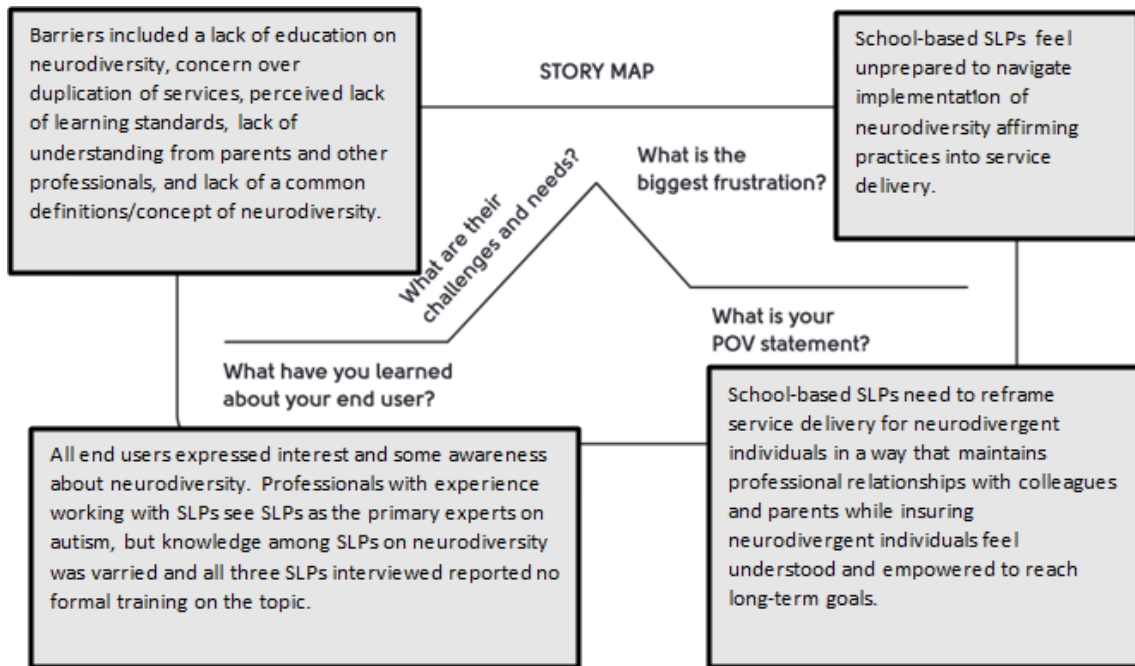 Barriers included a lack of education on
neurodiversity, concern over
duplication of services, perceived lack
of learning standards, lack of
understanding from parents and other
professionals, and lack of a common
definitions/concept of neurodiversity.
STORY MAP
School-based SLPs feel
unprepared to navigate
implementation of
neurodiversity affirming
practices into service
delivery.
What are their
challenges and needs?
What is the
biggest frustration?
What have you learned
about your end user?
What is your
POV statement?
All end users expressed interest and some awareness
about neurodiversity. Professionals with experience
working with SLPs see SLPs as the primary experts on
autism, but knowledge among SLPs on neurodiversity
was varried and all three SLPs interviewed reported no
formal training on the topic.
School-based SLPs need to reframe
service delivery for neurodivergent
individuals in a way that maintains
professional relationships with colleagues
and parents while insuring
neurodivergent individuals feel
understood and empowered to reach
long-term goals.